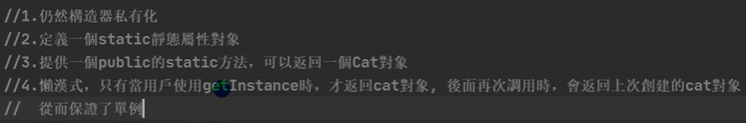 //1.仍然構造器私有化
//2.定義一個static靜態屬性對象
//3.提供一個public的static方法，可以返回一個Cat對象
//4.懶漢式，只有當用戶使用getInstance時，才返回cat對象, 後面再次調用時，會返回上次創建的cat對象
//  從而保證了單例